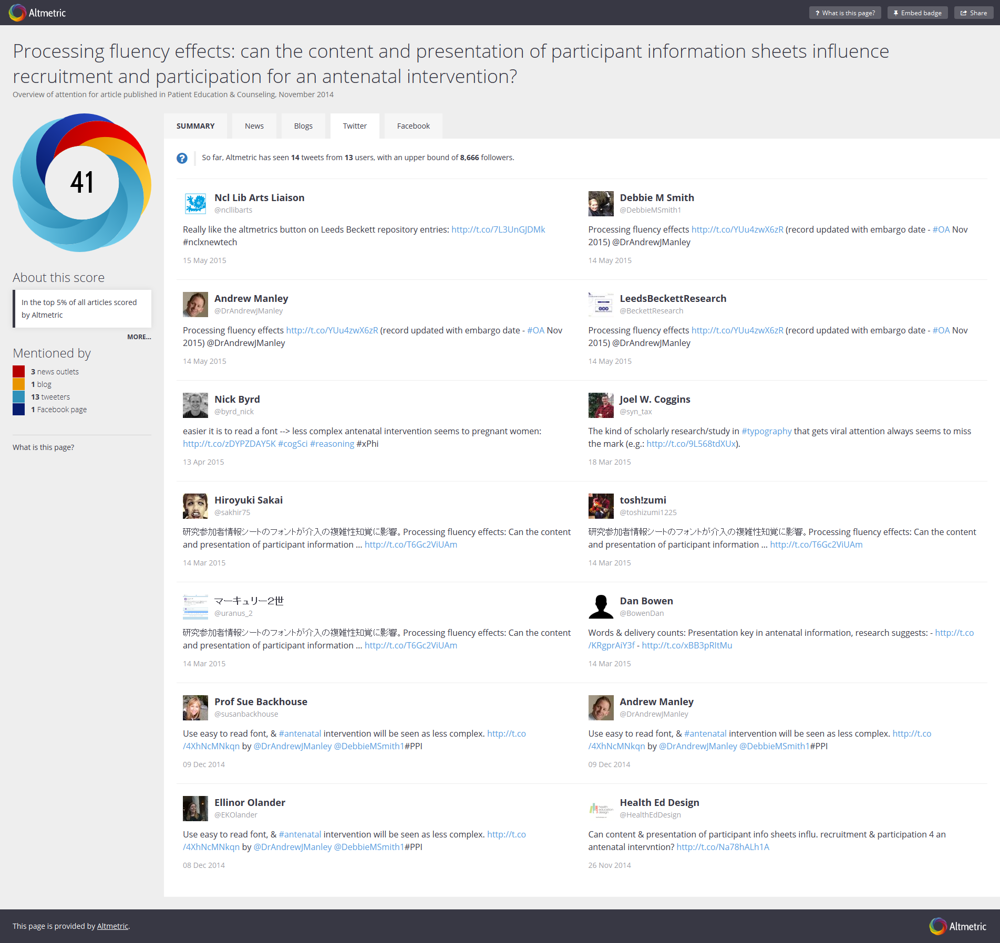 Altmetric
What is this page?
Embed badge
Share
Processing fluency effects: can the content and presentation of participant information sheets influence
recruitment and participation for an antenatal intervention?
Overview of attention for article published in Patient Education & Counseling, November 2014
41
About this score
In the top 5% of all articles scored
by Altmetric
MORE...
Mentioned by
3 news outlets
1 blog
13 tweeters
1 Facebook page
What is this page?
SUMMARY
News
Blogs
Twitter
Facebook
So far, Altmetric has seen 14 tweets from 13 users, with an upper bound of 8,666 followers.
Ncl Lib Arts Liaison
@ncllibarts
Really like the altmetrics button on Leeds Beckett repository entries: http://t.co/7L3UnGJDMk
#nclxnewtech
15 May 2015
Debbie M Smith
@DebbieMSmith1
Processing fluency effects http://t.co/YUu4zwX6zR (record updated with embargo date - #OA Nov
2015) @DrAndrewJManley
14 May 2015
Andrew Manley
@DrAndrewJManley
Processing fluency effects http://t.co/YUu4zwX6zR (record updated with embargo date - #OA Nov
2015) @DrAndrewJManley
14 May 2015
LeedsBeckettResearch
@BeckettResearch
Processing fluency effects http://t.co/YUu4zwX6zR (record updated with embargo date - #OA Nov
2015) @DrAndrewJManley
14 May 2015
Nick Byrd
@byrd_nick
easier it is to read a font --> less complex antenatal intervention seems to pregnant women:
http://t.co/zDYPZDAY5K #cogSci #reasoning #xPhi
13 Apr 2015
Joel W. Coggins
@syn_tax
The kind of scholarly research/study in #typography that gets viral attention always seems to miss
the mark (e.g.: http://t.co/9L568tdXUx).
18 Mar 2015
Hiroyuki Sakai
@sakhir75
研究参加者情報シートのフォントが介入の複雑性知覚に影響。Processing fluency effects: Can the content
and presentation of participant information ... http://t.co/T6Gc2ViUAm
14 Mar 2015
tosh!zumi
@toshizumi1225
研究参加者情報シートのフォントが介入の複雑性知覚に影響。Processing fluency effects: Can the content
and presentation of participant information ... http://t.co/T6Gc2ViUAm
14 Mar 2015
マーキュリー2世
@uranus_2
研究参加者情報シートのフォントが介入の複雑性知覚に影響。Processing fluency effects: Can the content
and presentation of participant information ... http://t.co/T6Gc2ViUAm
14 Mar 2015
Dan Bowen
@BowenDan
Words & delivery counts: Presentation key in antenatal information, research suggests: - http://t.co
/KRgprAiY3f - http://t.co/xBB3pRItMu
14 Mar 2015
Prof Sue Backhouse
@susanbackhouse
Use easy to read font, & #antenatal intervention will be seen as less complex. http://t.co
/4XhNcMNkqn by @DrAndrewJManley @DebbieMSmith1#PPI
09 Dec 2014
Andrew Manley
@DrAndrewJManley
Use easy to read font, & #antenatal intervention will be seen as less complex. http://t.co
/4XhNcMNkqn by @DrAndrewJManley @DebbieMSmith1#PPI
09 Dec 2014
Ellinor Olander
@EKOlander
Use easy to read font, & #antenatal intervention will be seen as less complex. http://t.co
/4XhNcMNkqn by @DrAndrewJManley @DebbieMSmith1#PPI
08 Dec 2014
health
education
design
Health Ed Design
@HealthEdDesign
Can content & presentation of participant info sheets influ. recruitment & participation 4 an
antenatal intervntion? http://t.co/Na78hALh1A
26 Nov 2014
This page is provided by Altmetric.
Altmetric